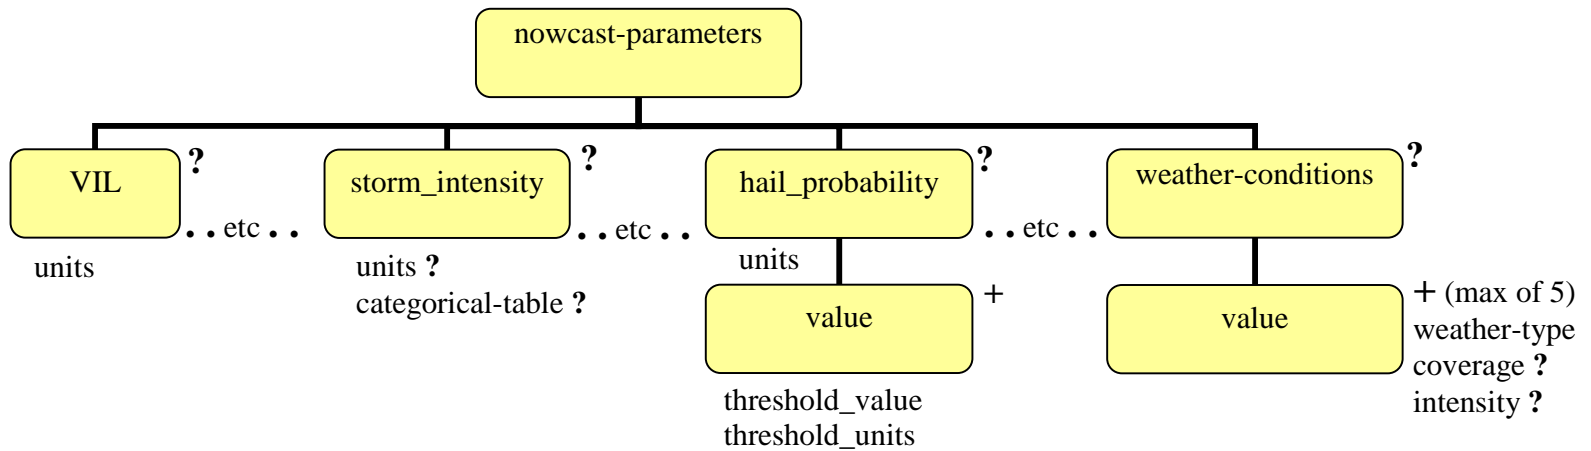 nowcast-parameters
VIL ?
storm_intensity ?
hail_probability ?
weather-conditions ?
. . etc . .
. . etc . .
. . etc . .
units
units ?
categorical-table ?
units
value +
threshold_value
threshold_units
value
+ (max of 5)
weather-type
coverage ?
intensity ?